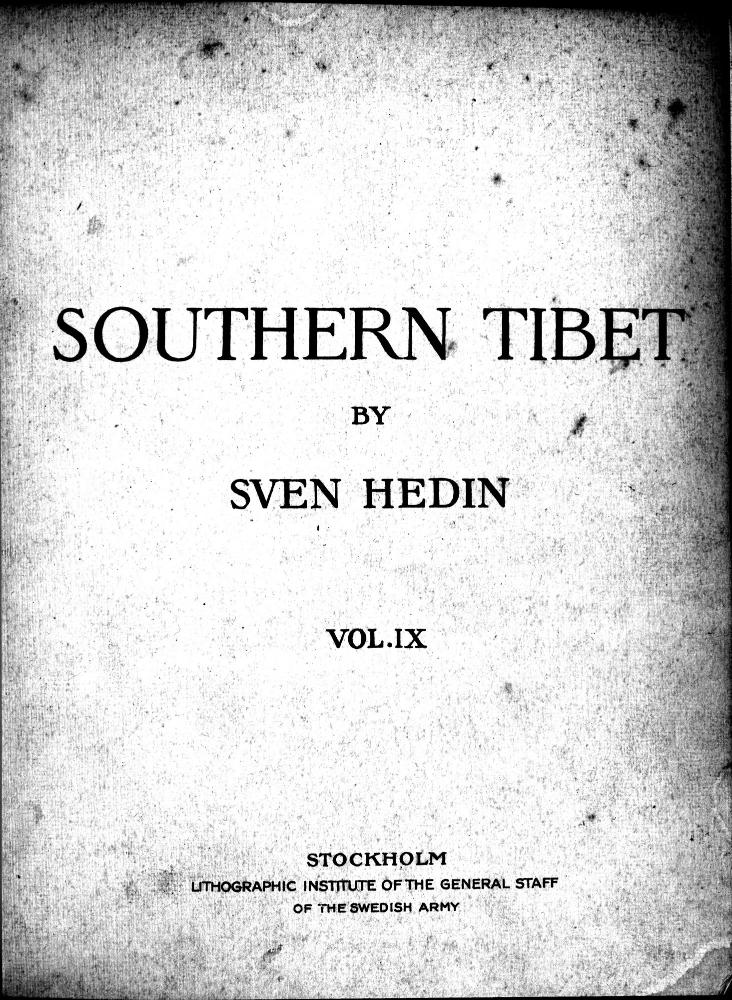 SOUTHERN TIBET
BY
SVEN HEDIN
VOL.IX
STOCKHOLM
LITHOGRAPHIC INSTITUTE OF THE GENERAL STAFF
OF THE SWEDISH ARMY